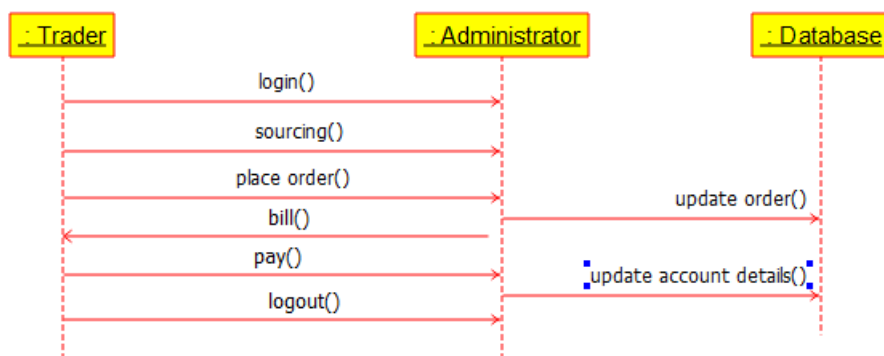 : Trader
: Administrator
: Database
login()
sourcing()
place order()
update order()
bill()
pay()
update account details()
logout()